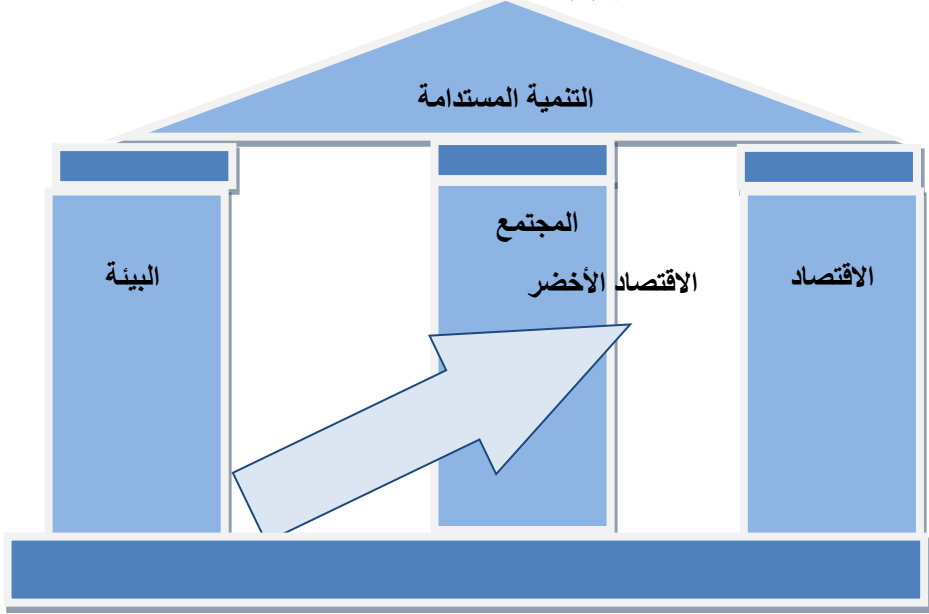 التنمية المستدامة
المجتمع
الاقتصاد
البيئة
الاقتصاد الأخضر